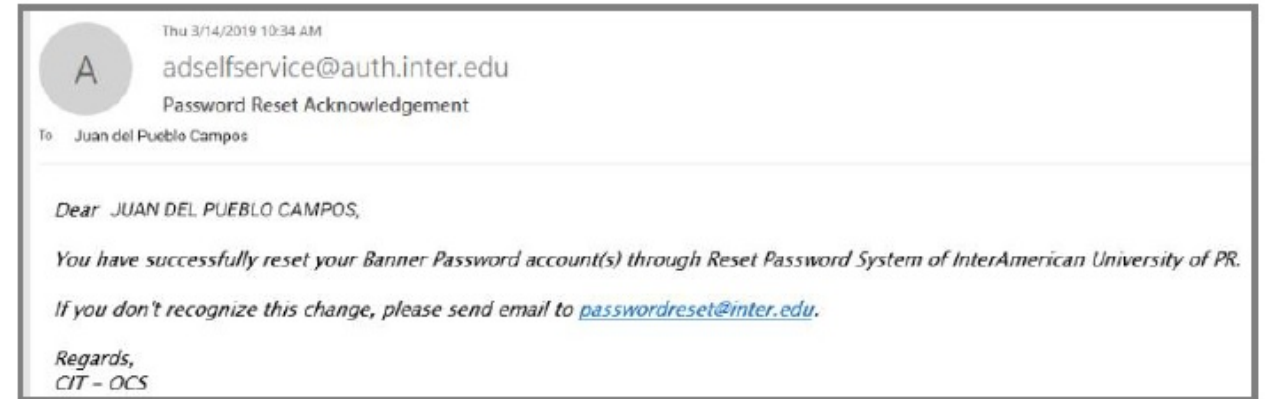 Thu 3/14/2019 10:34 AM
A
adselfservice@auth.inter.edu
Password Reset Acknowledgement
To Juan del Pueblo Campos
Dear JUAN DEL PUEBLO CAMPOS,
You have successfully reset your Banner Password account(s) through Reset Password System of InterAmerican University of PR.
If you don't recognize this change, please send email to passwordreset@inter.edu.
Regards,
CIT – OCS